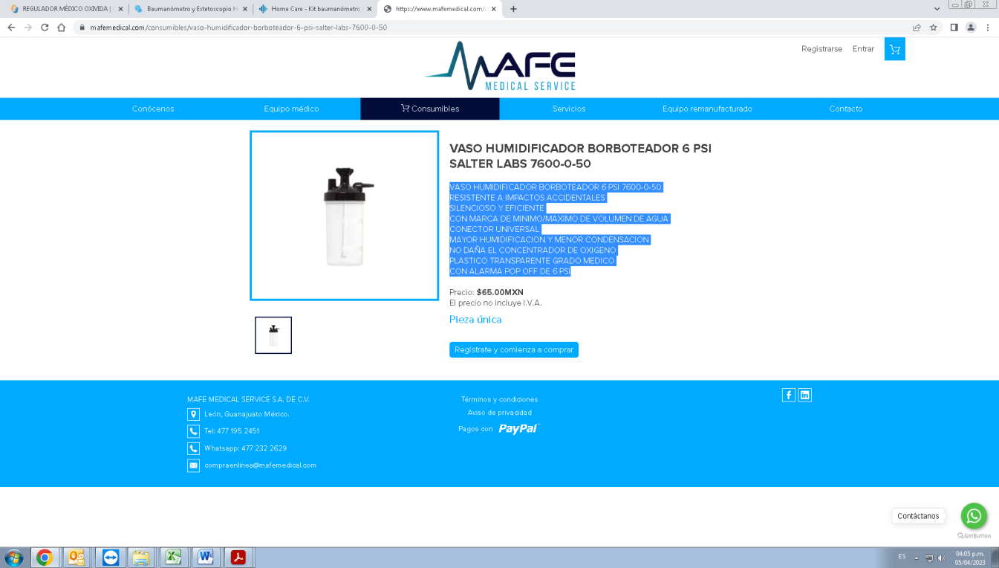 REGULADOR MÉDICO OXIVIDA |
Baumanómetro y Estetoscopio H
Home Care - Kit baumanómetro
https://www.mafemedical.com/
mafemedical.com/consumibles/vaso-humidificador-borboteador-6-psi-salter-labs-7600-0-50
MAFE
MEDICAL SERVICE
Registrarse Entrar
Conócenos Equipo médico Consumibles Servicios Equipo remanufacturado Contacto
VASO HUMIDIFICADOR BORBOTEADOR 6 PSI
SALTER LABS 7600-0-50
VASO HUMIDIFICADOR BORBOTEADOR 6 PSI 7600-0-50
RESISTENTE A IMPACTOS ACCIDENTALES
SILENCIOSO Y EFICIENTE
CON MARCA DE MINIMO/MAXIMO DE VOLUMEN DE AGUA
CONECTOR UNIVERSAL
MAYOR HUMIDIFICACION Y MENOR CONDENSACION
NO DAÑA EL CONCENTRADOR DE OXIGENO
PLASTICO TRANSPARENTE GRADO MEDICO
CON ALARMA POP OFF DE 6 PSI
Precio: $65.00MXN
El precio no incluye I.V.A.
Pieza única
Regístrate y comienza a comprar
MAFE MEDICAL SERVICE S.A. DE C.V.
León, Guanajuato México.
Tel: 477 195 2451
Whatsapp: 477 232 2629
compraenlinea@mafemedical.com
Términos y condiciones
Aviso de privacidad
Pagos con PayPal
Contáctanos
GetButton
ES
04:05 p.m.
05/04/2023